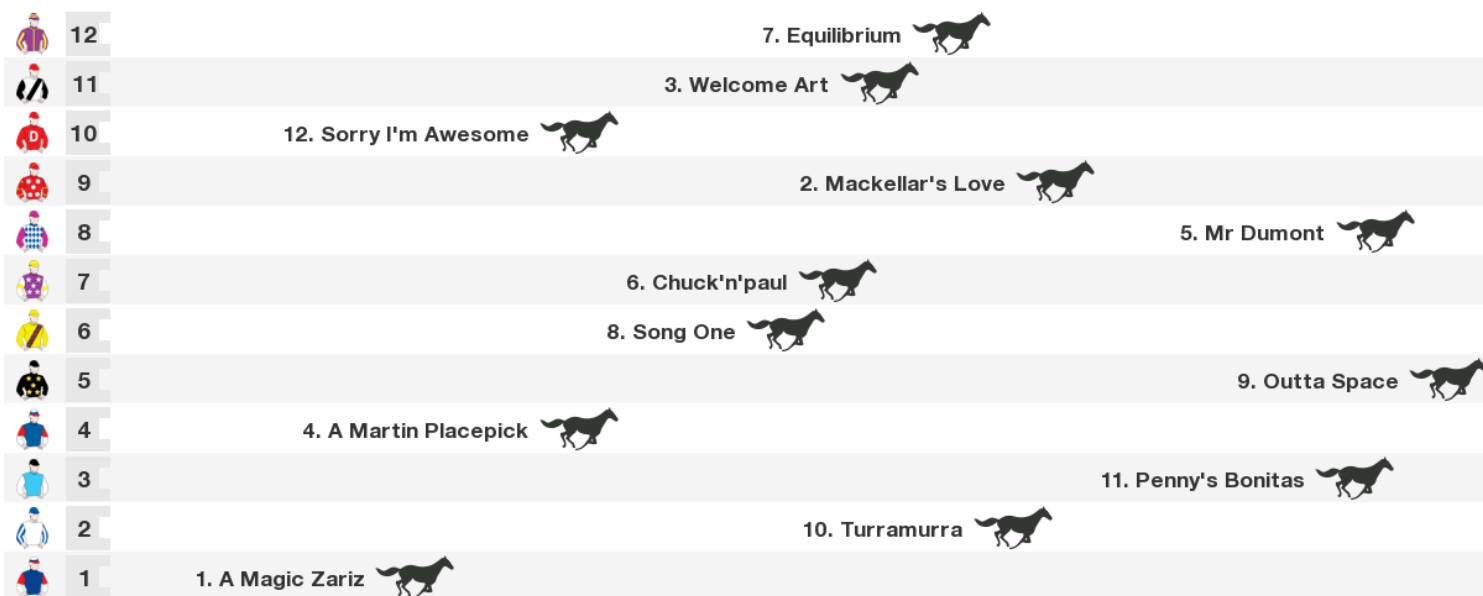 12 7. Equilibrium
11 3. Welcome Art
D 10 12. Sorry I'm Awesome
9 2. Mackellar's Love
8 5. Mr Dumont
7 6. Chuck'n'paul
6 8. Song One
5 9. Outta Space
4 4. A Martin Placepick
3 11. Penny's Bonitas
2 10. Turramurra
1 1. A Magic Zariz